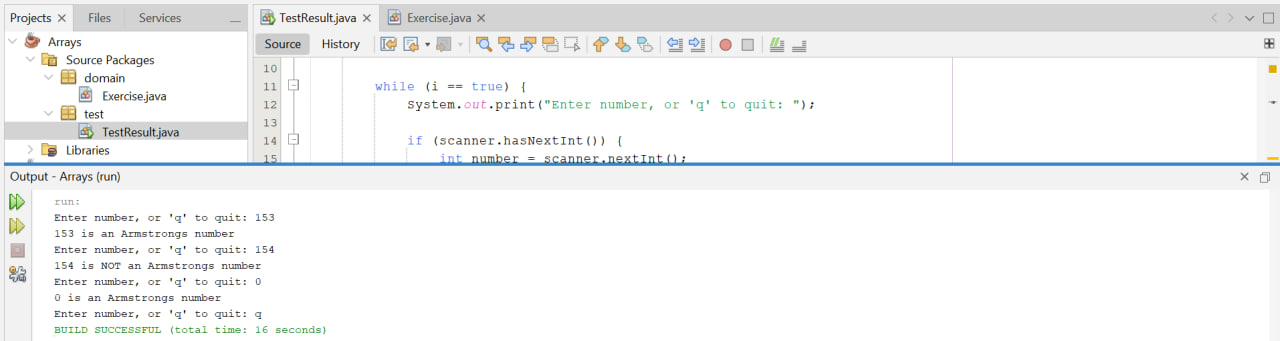 Projects Files Services
Arrays
Source Packages
domain
Exercise.java
test
TestResult.java
Libraries
TestResult.java Exercise.java
Source History
10
11 while (i == true) {
12 System.out.print("Enter number, or 'q' to quit: ");
13
14 if (scanner.hasNextInt()) {
15 int number = scanner.nextInt();
Output - Arrays (run)
run:
Enter number, or 'q' to quit: 153
153 is an Armstrongs number
Enter number, or 'q' to quit: 154
154 is NOT an Armstrongs number
Enter number, or 'q' to quit: 0
0 is an Armstrongs number
Enter number, or 'q' to quit: q
BUILD SUCCESSFUL (total time: 16 seconds)